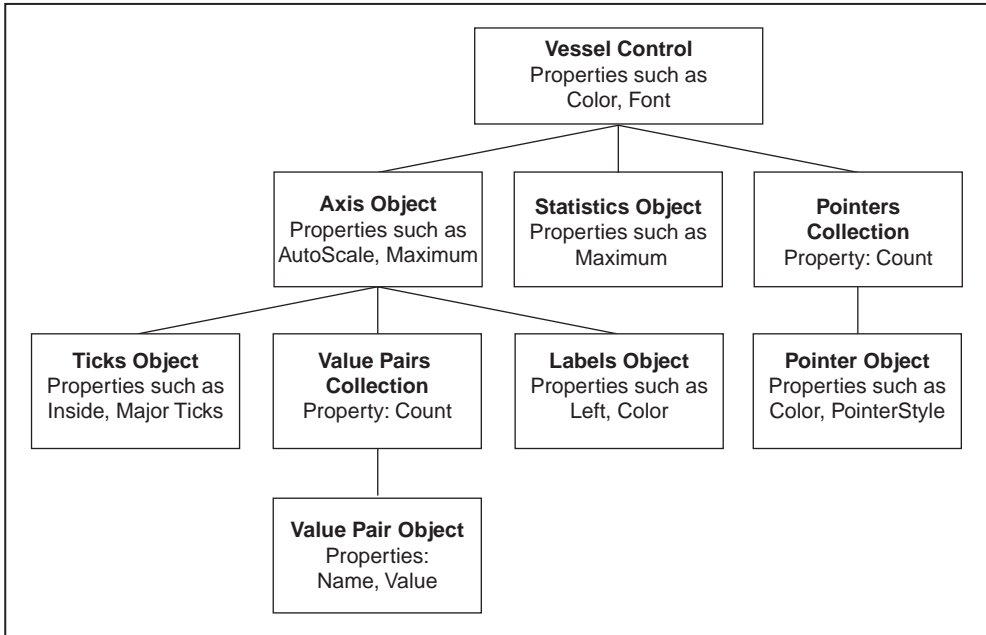 Vessel Control
Properties such as
Color, Font
Axis Object
Properties such as
AutoScale, Maximum
Statistics Object
Properties such as
Maximum
Pointers
Collection
Property: Count
Ticks Object
Properties such as
Inside, Major Ticks
Value Pairs
Collection
Property: Count
Labels Object
Properties such as
Left, Color
Pointer Object
Properties such as
Color, PointerStyle
Value Pair Object
Properties:
Name, Value